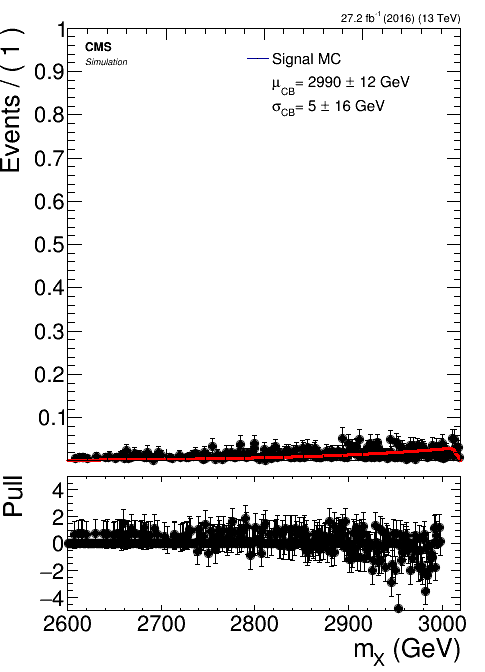 27.2 fb⁻¹ (2016) (13 TeV)
CMS
Simulation
Signal MC
μ_CB = 2990 ± 12 GeV
σ_CB = 5 ± 16 GeV
Events / ( 1 )
1
0.9
0.8
0.7
0.6
0.5
0.4
0.3
0.2
0.1
Pull
4
2
0
−2
−4
2600 2700 2800 2900 3000
m_X (GeV)